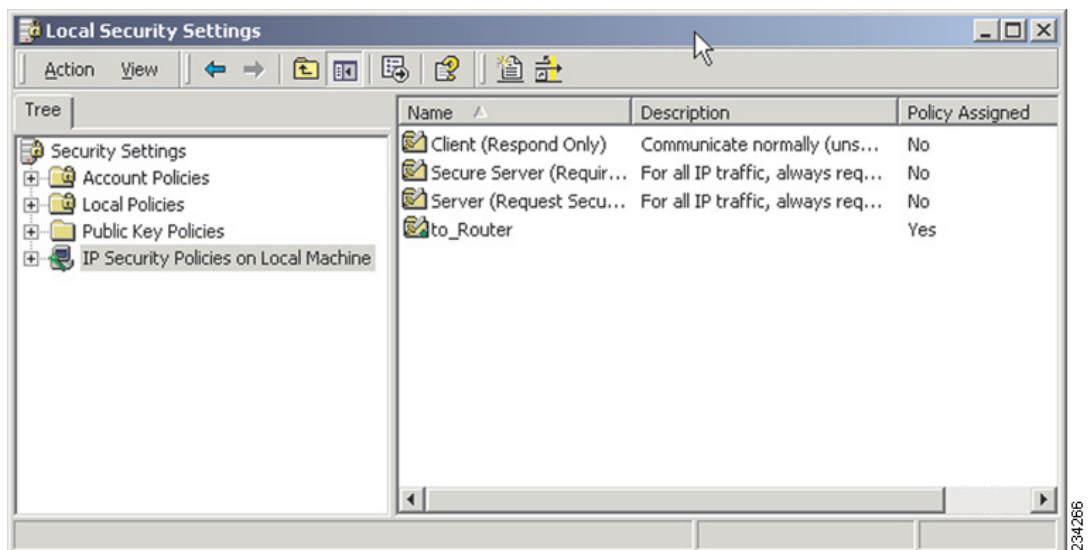 Local Security Settings
Action View
Tree
Name Description Policy Assigned
Security Settings
Account Policies
Local Policies
Public Key Policies
IP Security Policies on Local Machine
Client (Respond Only) Communicate normally (uns... No
Secure Server (Requir... For all IP traffic, always req... No
Server (Request Secu... For all IP traffic, always req... No
to_Router Yes
234266